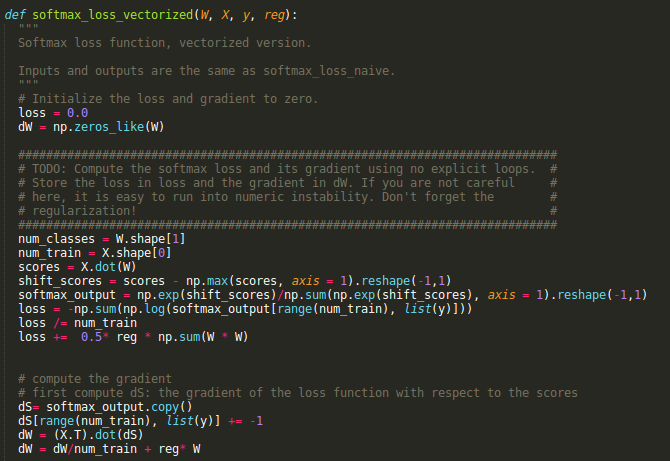 def softmax_loss_vectorized(W, X, y, reg):
  """
  Softmax loss function, vectorized version.

  Inputs and outputs are the same as softmax_loss_naive.
  """
  # Initialize the loss and gradient to zero.
  loss = 0.0
  dW = np.zeros_like(W)

  #############################################################################
  # TODO: Compute the softmax loss and its gradient using no explicit loops.  #
  # Store the loss in loss and the gradient in dW. If you are not careful     #
  # here, it is easy to run into numeric instability. Don't forget the        #
  # regularization!                                                           #
  #############################################################################
  num_classes = W.shape[1]
  num_train = X.shape[0]
  scores = X.dot(W)
  shift_scores = scores - np.max(scores, axis = 1).reshape(-1,1)
  softmax_output = np.exp(shift_scores)/np.sum(np.exp(shift_scores), axis = 1).reshape(-1,1)
  loss = -np.sum(np.log(softmax_output[range(num_train), list(y)]))
  loss /= num_train
  loss +=  0.5* reg * np.sum(W * W)

  # compute the gradient
  # first compute dS: the gradient of the loss function with respect to the scores
  dS= softmax_output.copy()
  dS[range(num_train), list(y)] += -1
  dW = (X.T).dot(dS)
  dW = dW/num_train + reg* W